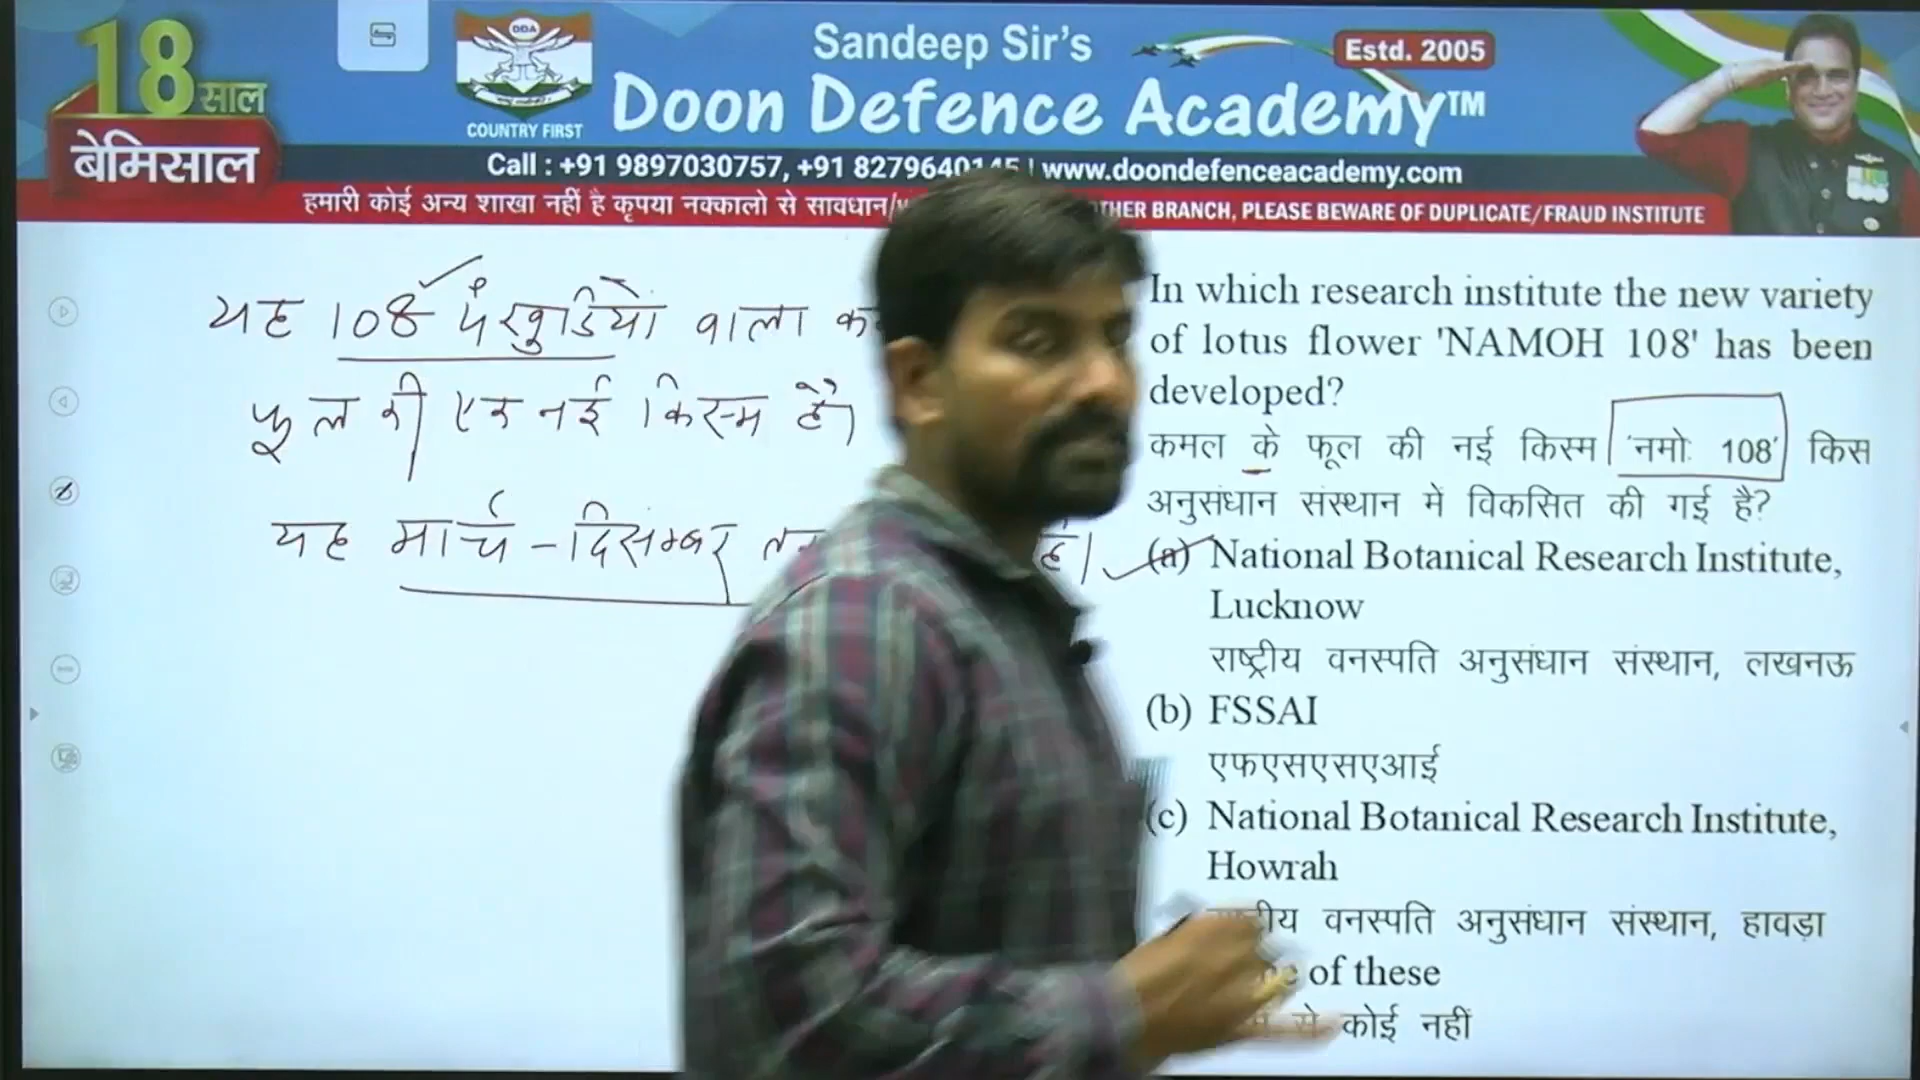 18 साल
बेमिसाल
DDA
COUNTRY FIRST
Sandeep Sir's
Estd. 2005
Doon Defence Academy™
Call : +91 9897030757, +91 8279640145 | www.doondefenceacademy.com
हमारी कोई अन्य शाखा नहीं है कृपया नक्कालो से सावधान/
THER BRANCH, PLEASE BEWARE OF DUPLICATE/FRAUD INSTITUTE
यह 108 पंखुडियो वाला
फूल की एक नई किस्म है।
यह मार्च - दिसम्बर
है।
In which research institute the new variety
of lotus flower 'NAMOH 108' has been
developed?
कमल के फूल की नई किस्म 'नमोः 108' किस
अनुसंधान संस्थान में विकसित की गई है?
(a) National Botanical Research Institute,
Lucknow
राष्ट्रीय वनस्पति अनुसंधान संस्थान, लखनऊ
(b) FSSAI
एफएसएसएआई
(c) National Botanical Research Institute,
Howrah
वनस्पति अनुसंधान संस्थान, हावड़ा
of these
से कोई नहीं